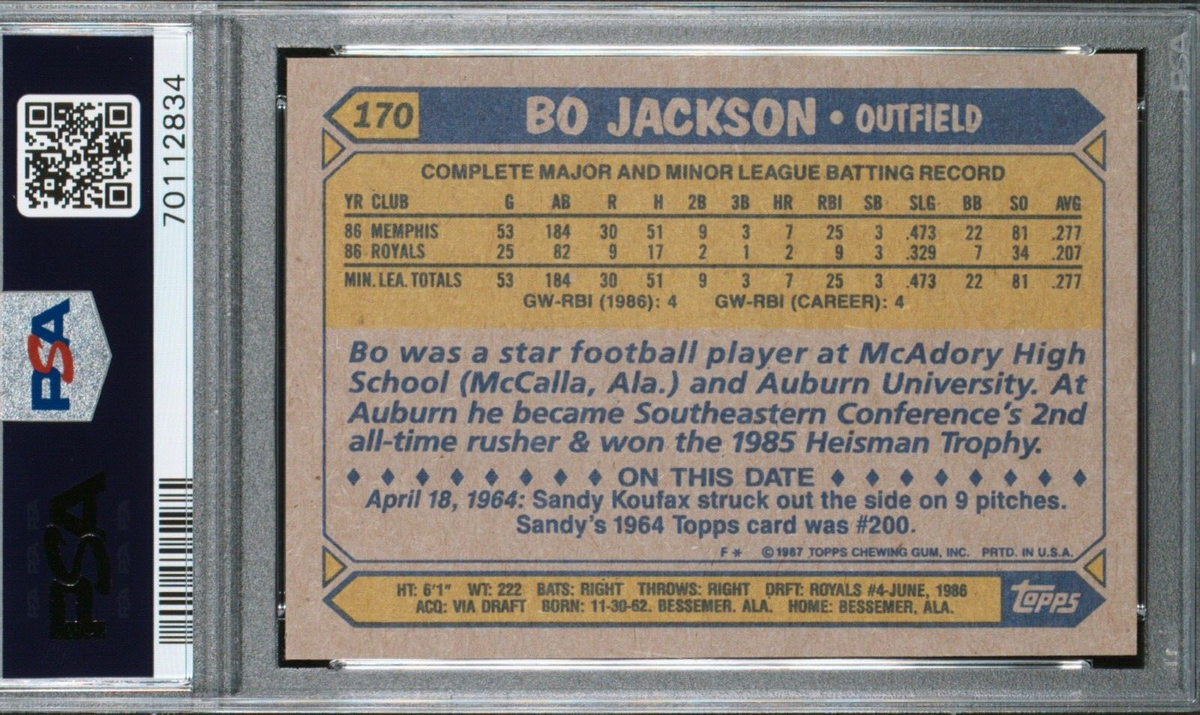 70112834
PSA
PSA
PSA
170 BO JACKSON • OUTFIELD
COMPLETE MAJOR AND MINOR LEAGUE BATTING RECORD
YR CLUB G AB R H 2B 3B HR RBI SB SLG BB SO AVG
86 MEMPHIS 53 184 30 51 9 3 7 25 3 .473 22 81 .277
86 ROYALS 25 82 9 17 2 1 2 9 3 .329 7 34 .207
MIN. LEA. TOTALS 53 184 30 51 9 3 7 25 3 .473 22 81 .277
GW-RBI (1986): 4 GW-RBI (CAREER): 4
Bo was a star football player at McAdory High
School (McCalla, Ala.) and Auburn University. At
Auburn he became Southeastern Conference's 2nd
all-time rusher & won the 1985 Heisman Trophy.
♦ ♦ ♦ ♦ ♦ ♦ ♦ ♦ ON THIS DATE ♦ ♦ ♦ ♦ ♦ ♦ ♦ ♦
April 18, 1964: Sandy Koufax struck out the side on 9 pitches.
Sandy's 1964 Topps card was #200.
F * ©1987 TOPPS CHEWING GUM, INC. PRTD. IN U.S.A.
HT: 6'1" WT: 222 BATS: RIGHT THROWS: RIGHT DRFT: ROYALS #4-JUNE, 1986
ACQ: VIA DRAFT BORN: 11-30-62, BESSEMER, ALA. HOME: BESSEMER, ALA.
TOPPS